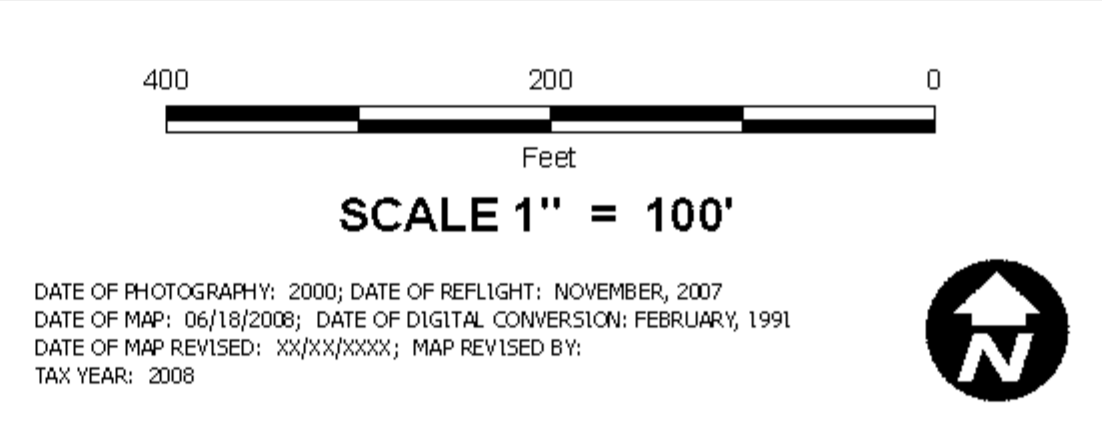 400 200 0
Feet
SCALE 1" = 100'
DATE OF PHOTOGRAPHY: 2000; DATE OF REFLIGHT: NOVEMBER, 2007
DATE OF MAP: 06/18/2008; DATE OF DIGITAL CONVERSION: FEBRUARY, 1991
DATE OF MAP REVISED: XX/XX/XXXX; MAP REVISED BY:
TAX YEAR: 2008
N